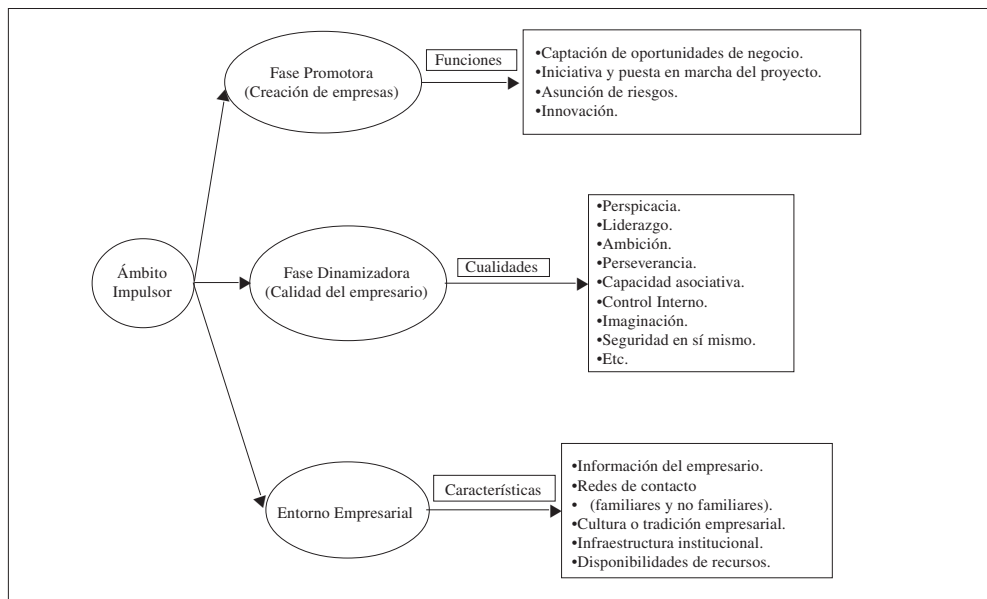 Fase Promotora
(Creación de empresas)
Funciones
•Captación de oportunidades de negocio.
•Iniciativa y puesta en marcha del proyecto.
•Asunción de riesgos.
•Innovación.
Ámbito
Impulsor
Fase Dinamizadora
(Calidad del empresario)
Cualidades
•Perspicacia.
•Liderazgo.
•Ambición.
•Perseverancia.
•Capacidad asociativa.
•Control Interno.
•Imaginación.
•Seguridad en sí mismo.
•Etc.
Entorno Empresarial
Características
•Información del empresario.
•Redes de contacto
• (familiares y no familiares).
•Cultura o tradición empresarial.
•Infraestructura institucional.
•Disponibilidades de recursos.